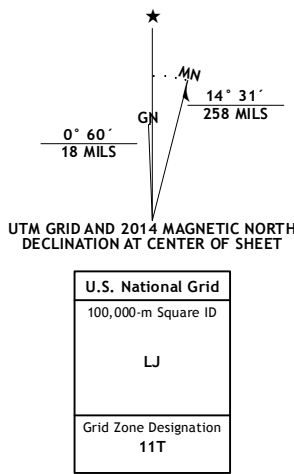 ★
MN
GN
14° 31´
258 MILS
0° 60´
18 MILS
UTM GRID AND 2014 MAGNETIC NORTH
DECLINATION AT CENTER OF SHEET
U.S. National Grid
100,000-m Square ID
LJ
Grid Zone Designation
11T